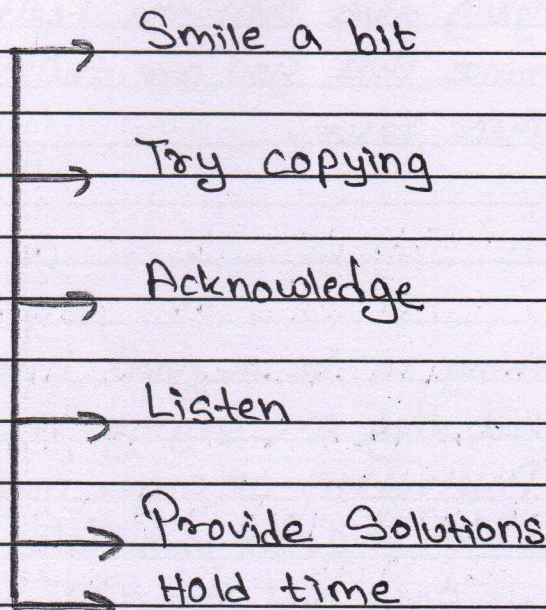 Smile a bit
Try copying
Acknowledge
Listen
Provide Solutions
Hold time